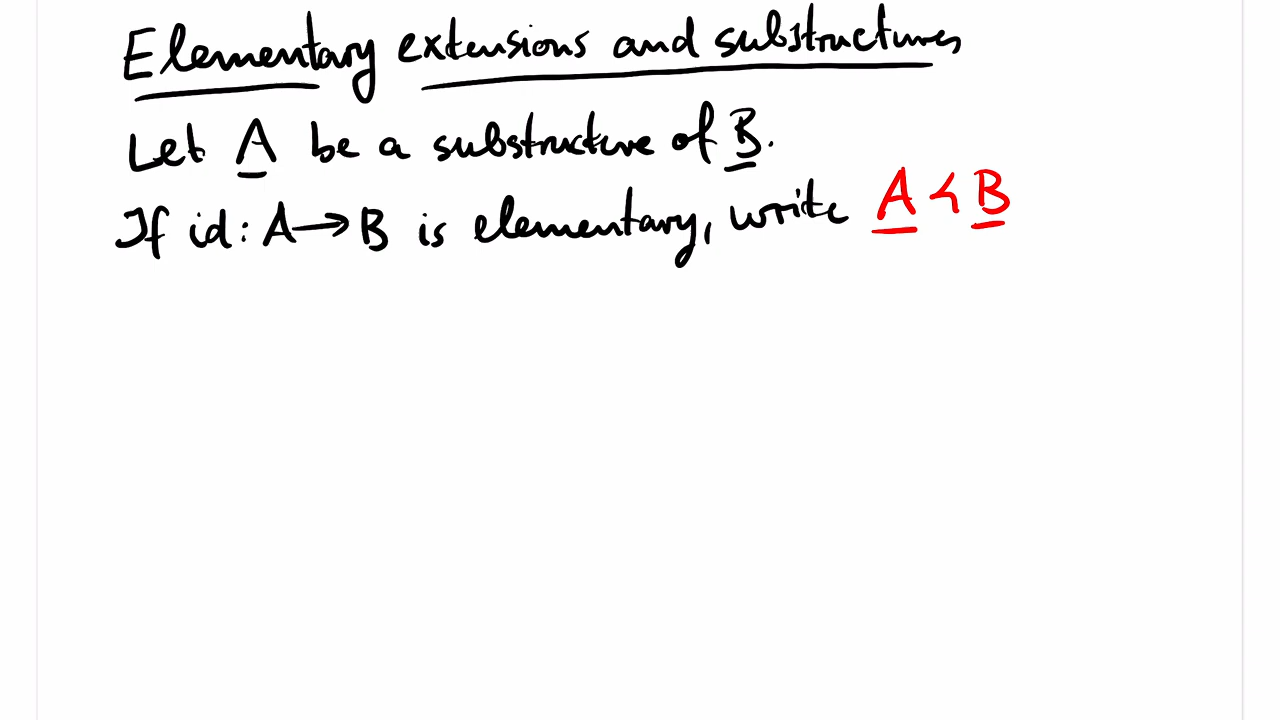 Elementary extensions and substructures
Let A be a substructure of B.
If id: A → B is elementary, write A ≺ B